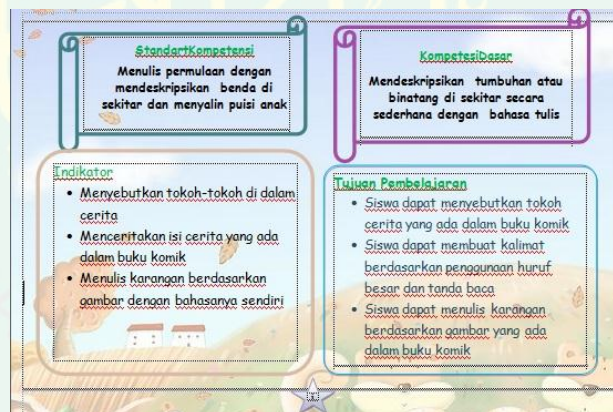 StandartKompetensi
Menulis permulaan dengan
mendeskripsikan benda di
sekitar dan menyalin puisi anak
KompetesiDasar
Mendeskripsikan tumbuhan atau
binatang di sekitar secara
sederhana dengan bahasa tulis
Indikator
• Menyebutkan tokoh-tokoh di dalam
cerita
• Menceritakan isi cerita yang ada
dalam buku komik
• Menulis karangan berdasarkan
gambar dengan bahasanya sendiri
Tujuan Pembelajaran
• Siswa dapat menyebutkan tokoh
cerita yang ada dalam buku komik
• Siswa dapat membuat kalimat
berdasarkan penggunaan huruf
besar dan tanda baca
• Siswa dapat menulis karangan
berdasarkan gambar yang ada
dalam buku komik